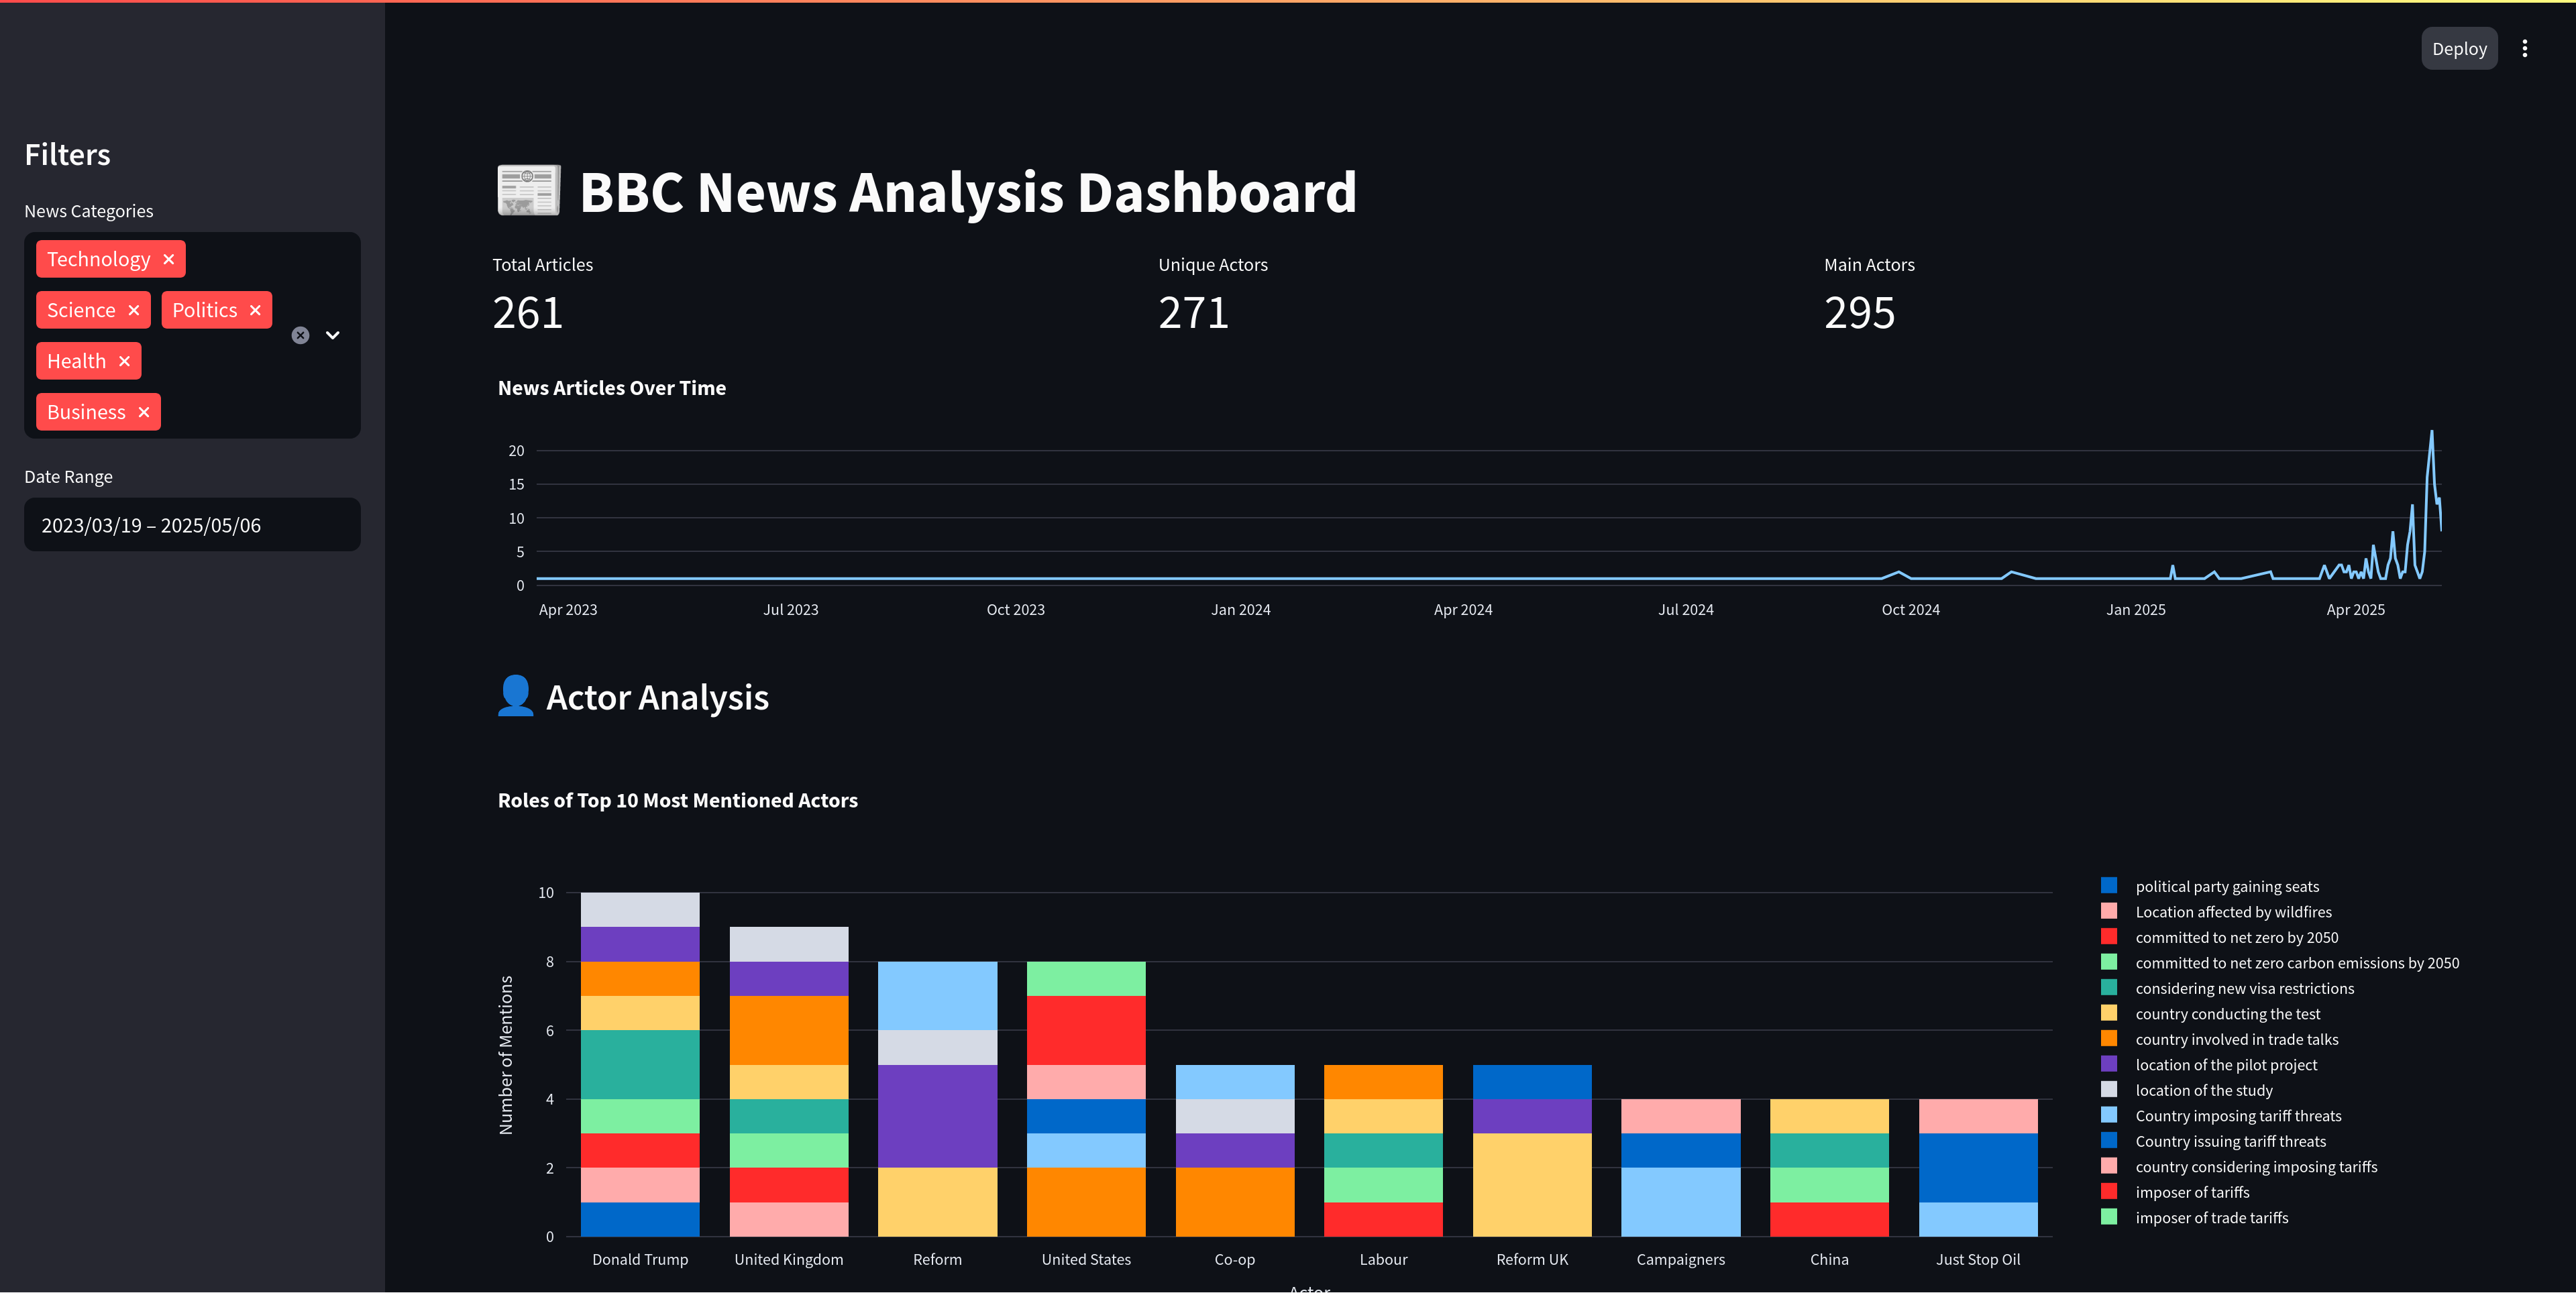 Deploy
Filters
News Categories
Technology
Science
Politics
Health
Business
Date Range
2023/03/19 – 2025/05/06
BBC News Analysis Dashboard
Total Articles
261
Unique Actors
271
Main Actors
295
News Articles Over Time
20
15
10
5
0
Apr 2023
Jul 2023
Oct 2023
Jan 2024
Apr 2024
Jul 2024
Oct 2024
Jan 2025
Apr 2025
Actor Analysis
Roles of Top 10 Most Mentioned Actors
10
8
6
4
2
0
Number of Mentions
Donald Trump
United Kingdom
Reform
United States
Co-op
Labour
Reform UK
Campaigners
China
Just Stop Oil
Actor
political party gaining seats
Location affected by wildfires
committed to net zero by 2050
committed to net zero carbon emissions by 2050
considering new visa restrictions
country conducting the test
country involved in trade talks
location of the pilot project
location of the study
Country imposing tariff threats
Country issuing tariff threats
country considering imposing tariffs
imposer of tariffs
imposer of trade tariffs